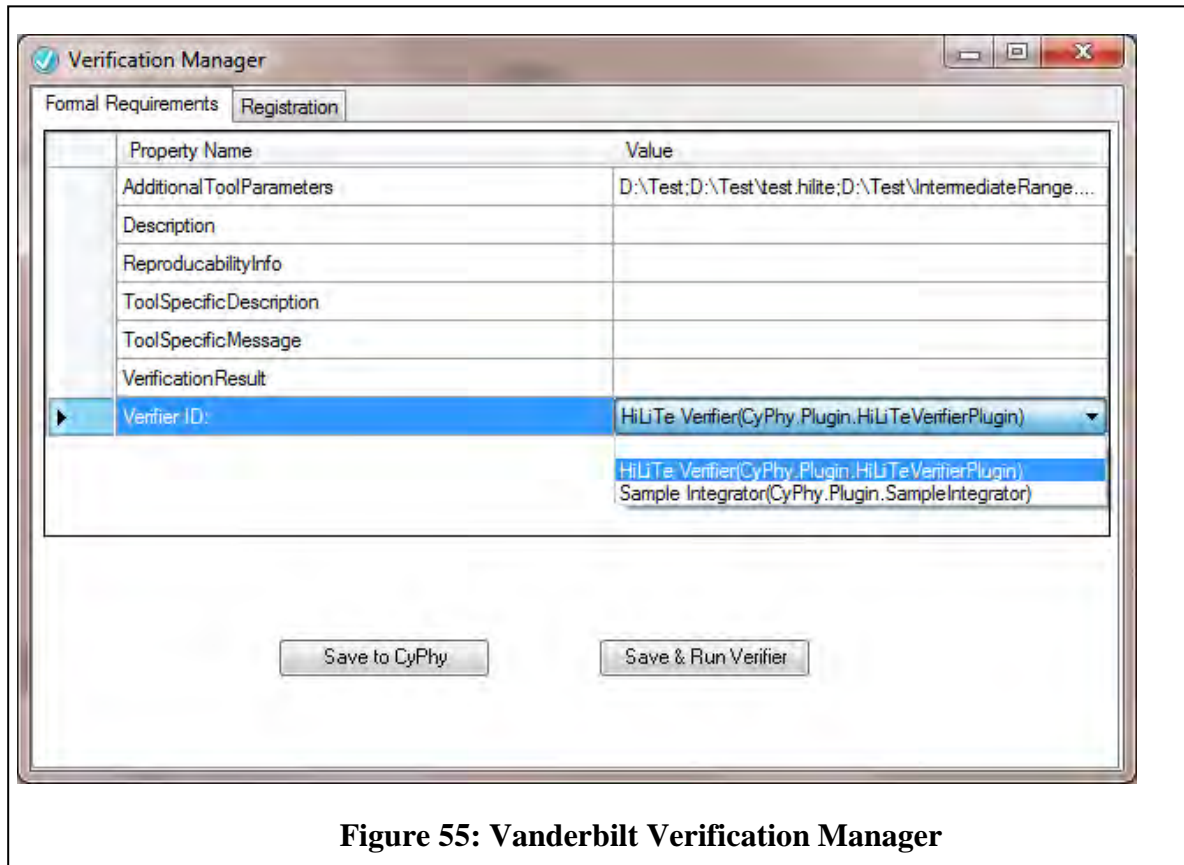 Verification Manager
Formal Requirements Registration
Property Name Value
AdditionalToolParameters D:\Test;D:\Test\test.hilite;D:\Test\IntermediateRange....
Description
ReproducabilityInfo
ToolSpecificDescription
ToolSpecificMessage
VerificationResult
Verifier ID: HiLiTe Verifier(CyPhy.Plugin.HiLiTeVerifierPlugin)
HiLiTe Verifier(CyPhy.Plugin.HiLiTeVerifierPlugin)
Sample Integrator(CyPhy.Plugin.SampleIntegrator)
Save to CyPhy Save & Run Verifier
Figure 55: Vanderbilt Verification Manager